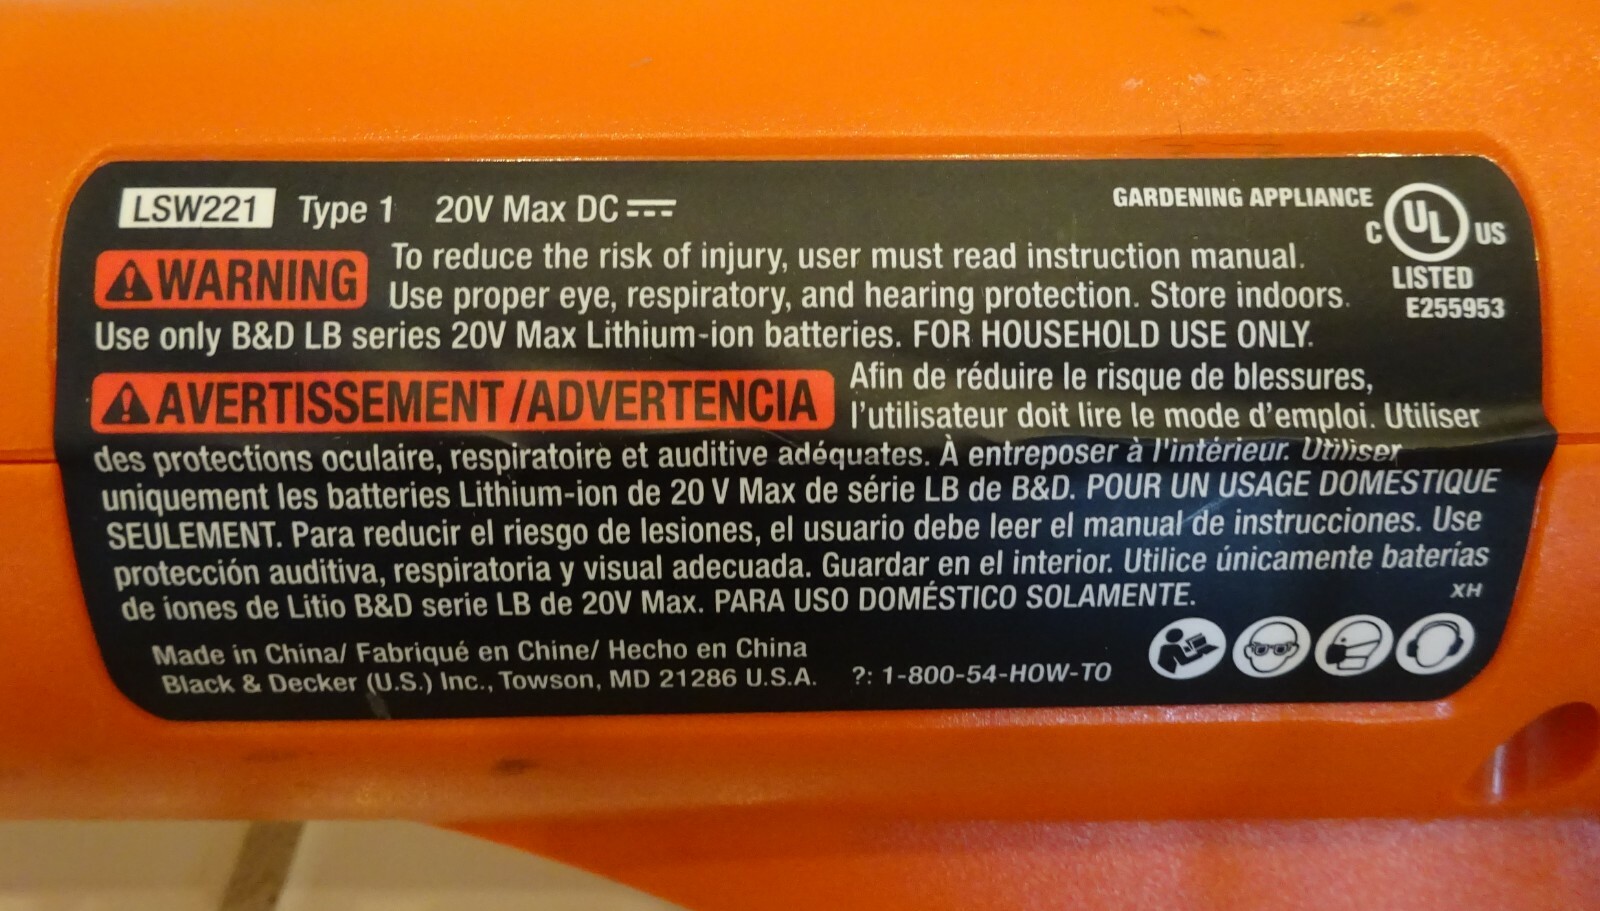 LSW221 Type 1 20V Max DC
GARDENING APPLIANCE
C UL US
LISTED
E255953
WARNING To reduce the risk of injury, user must read instruction manual.
Use proper eye, respiratory, and hearing protection. Store indoors.
Use only B&D LB series 20V Max Lithium-ion batteries. FOR HOUSEHOLD USE ONLY.
AVERTISSEMENT/ADVERTENCIA Afin de réduire le risque de blessures,
l'utilisateur doit lire le mode d'emploi. Utiliser
des protections oculaire, respiratoire et auditive adéquates. À entreposer à l'intérieur. Utiliser
uniquement les batteries Lithium-ion de 20 V Max de série LB de B&D. POUR UN USAGE DOMESTIQUE
SEULEMENT. Para reducir el riesgo de lesiones, el usuario debe leer el manual de instrucciones. Use
protección auditiva, respiratoria y visual adecuada. Guardar en el interior. Utilice únicamente baterías
de iones de Litio B&D serie LB de 20V Max. PARA USO DOMÉSTICO SOLAMENTE.
XH
Made in China/ Fabriqué en Chine/ Hecho en China
Black & Decker (U.S.) Inc., Towson, MD 21286 U.S.A. ?: 1-800-54-HOW-TO